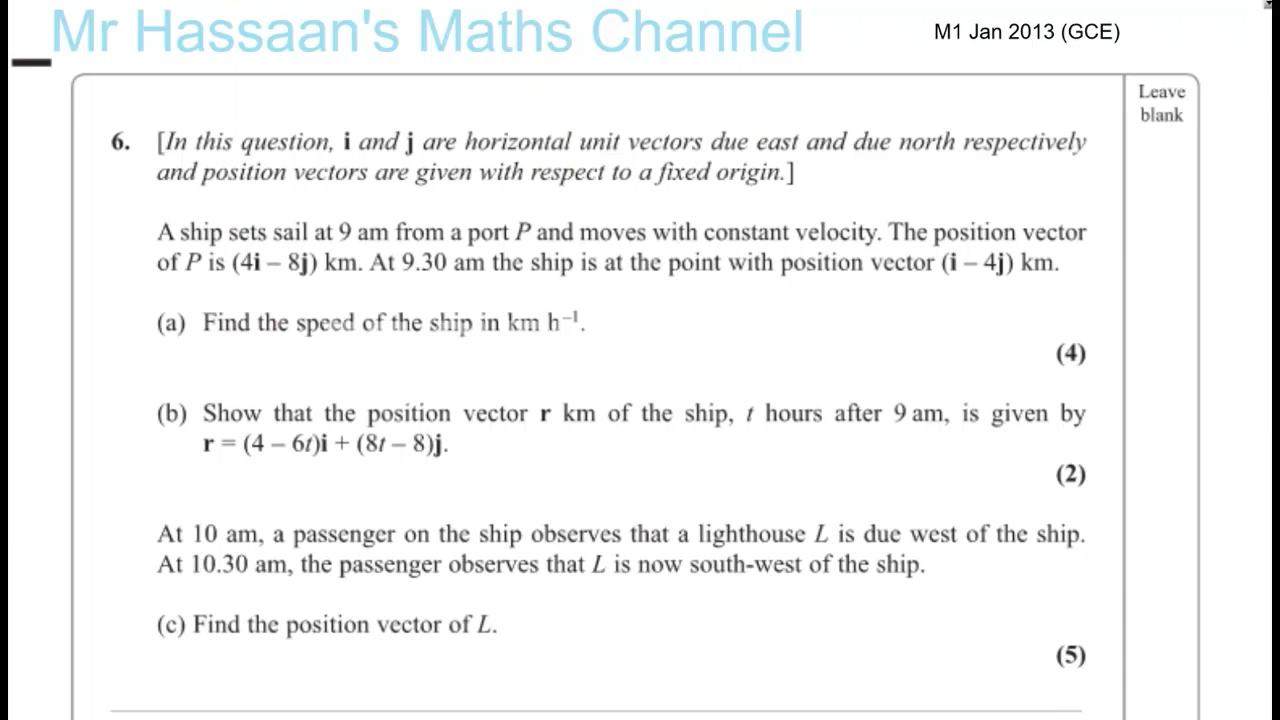 Mr Hassaan's Maths Channel
M1 Jan 2013 (GCE)
Leave
blank
6. [In this question, i and j are horizontal unit vectors due east and due north respectively
and position vectors are given with respect to a fixed origin.]
A ship sets sail at 9 am from a port P and moves with constant velocity. The position vector
of P is (4i – 8j) km. At 9.30 am the ship is at the point with position vector (i – 4j) km.
(a) Find the speed of the ship in km h⁻¹.
(4)
(b) Show that the position vector r km of the ship, t hours after 9 am, is given by
r = (4 – 6t)i + (8t – 8)j.
(2)
At 10 am, a passenger on the ship observes that a lighthouse L is due west of the ship.
At 10.30 am, the passenger observes that L is now south-west of the ship.
(c) Find the position vector of L.
(5)